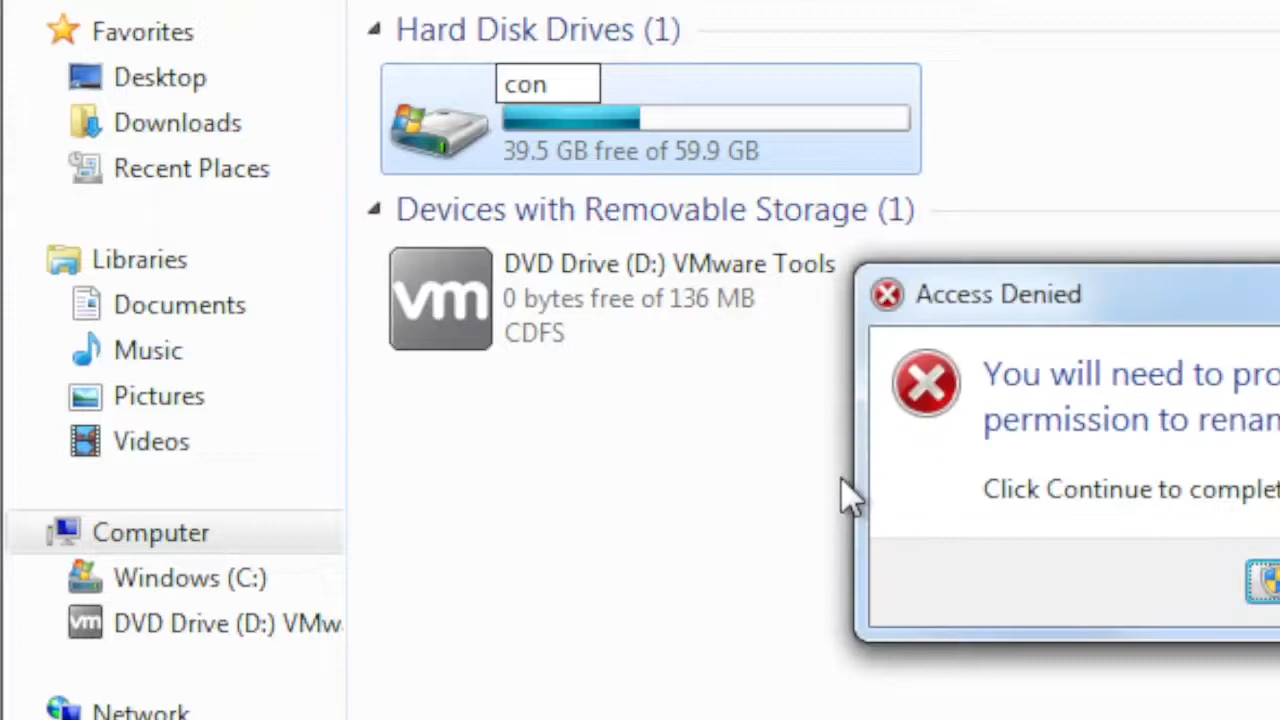 Favorites
Desktop
Downloads
Recent Places
Libraries
Documents
Music
Pictures
Videos
Computer
Windows (C:)
DVD Drive (D:) VMw
Network
Hard Disk Drives (1)
con
39.5 GB free of 59.9 GB
Devices with Removable Storage (1)
vm
DVD Drive (D:) VMware Tools
0 bytes free of 136 MB
CDFS
Access Denied
You will need to pro
permission to renam
Click Continue to complet
vm